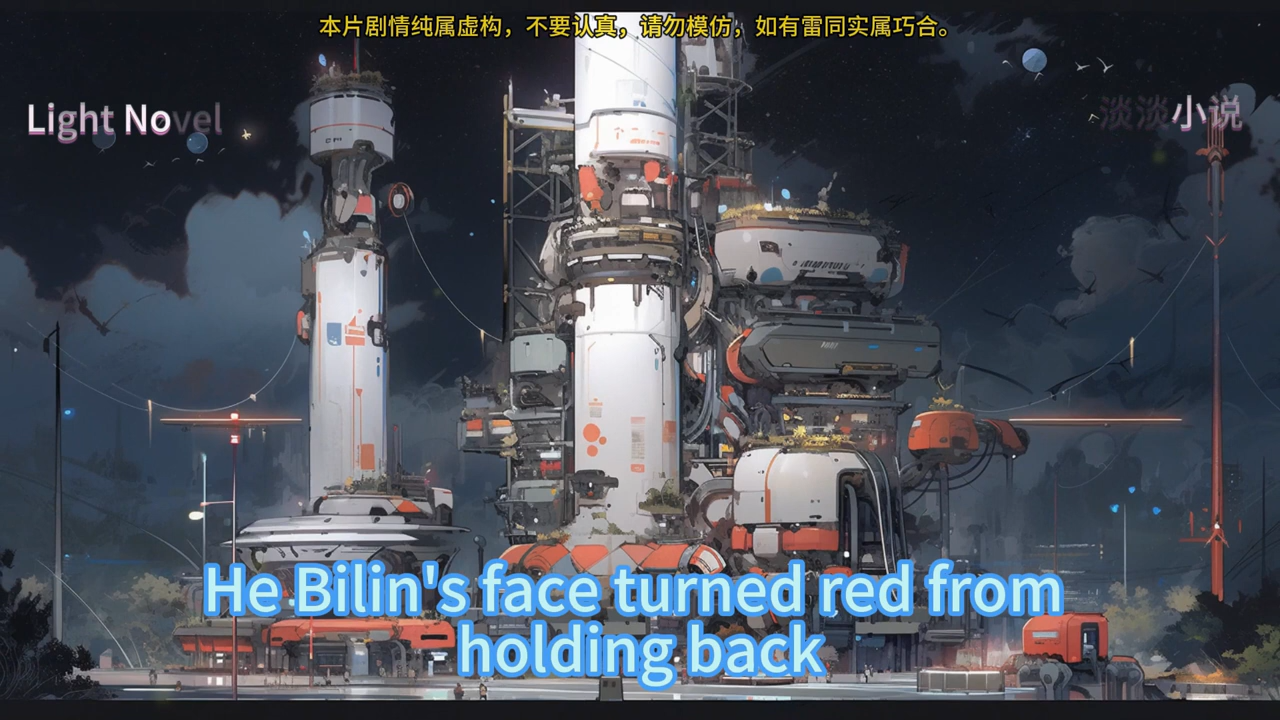 本片剧情纯属虚构，不要认真，请勿模仿，如有雷同实属巧合。
Light Novel
淡淡小说
He Bilin's face turned red from
holding back